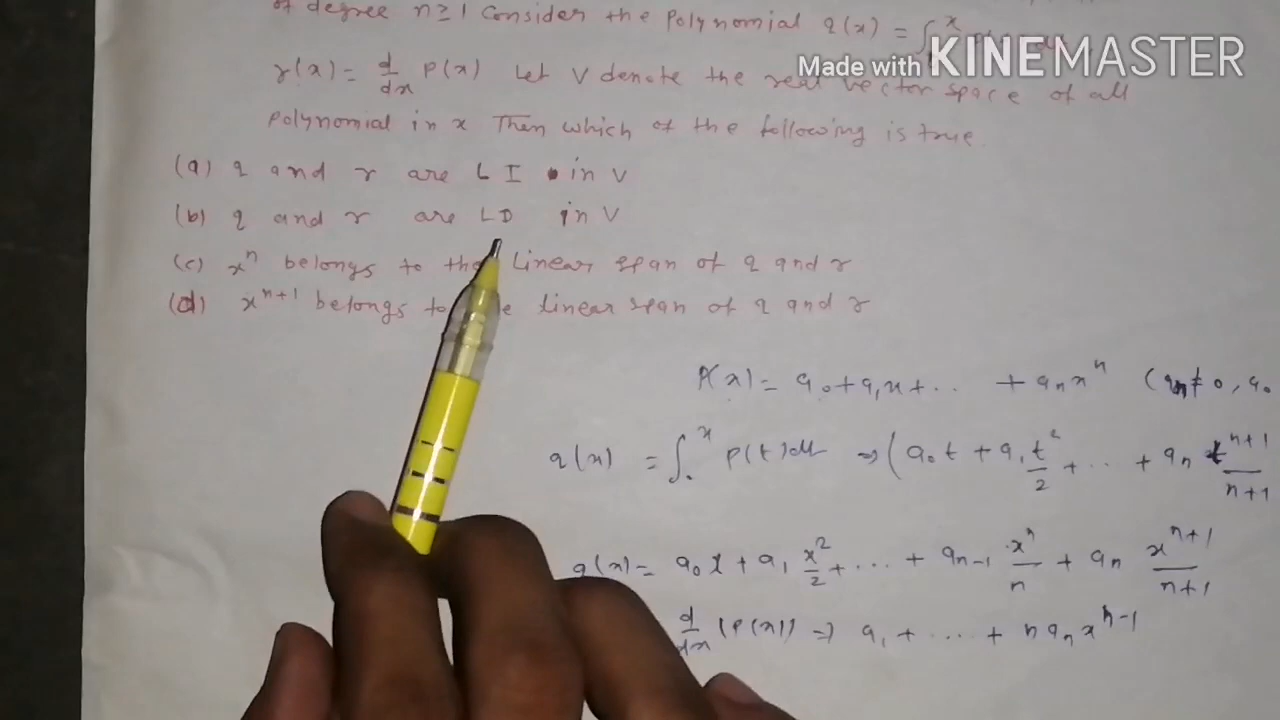 of degree n ≥ 1 Consider the Polynomial q(x) = ∫ x
Made with KINEMASTER
r(x) = d/dx P(x) Let V denote the real vector space of all
Polynomial in x Then which of the following is true.
(a) q and r are L I in V
(b) q and r are LD in V
(c) xⁿ belongs to the Linear span of q and r
(d) xⁿ⁺¹ belongs to linear span of q and r
P(x) = a₀ + a₁x + .. + aₙxⁿ (aₙ ≠ 0, a₀
q(x) = ∫₀ˣ P(t)dt ⇒ (a₀t + a₁ t²/2 + .. + aₙ tⁿ⁺¹/n+1
q(x) = a₀x + a₁ x²/2 + ... + aₙ₋₁ xⁿ/n + aₙ xⁿ⁺¹/n+1
d/dx (P(x)) ⇒ a₁ + .... + n aₙ xⁿ⁻¹